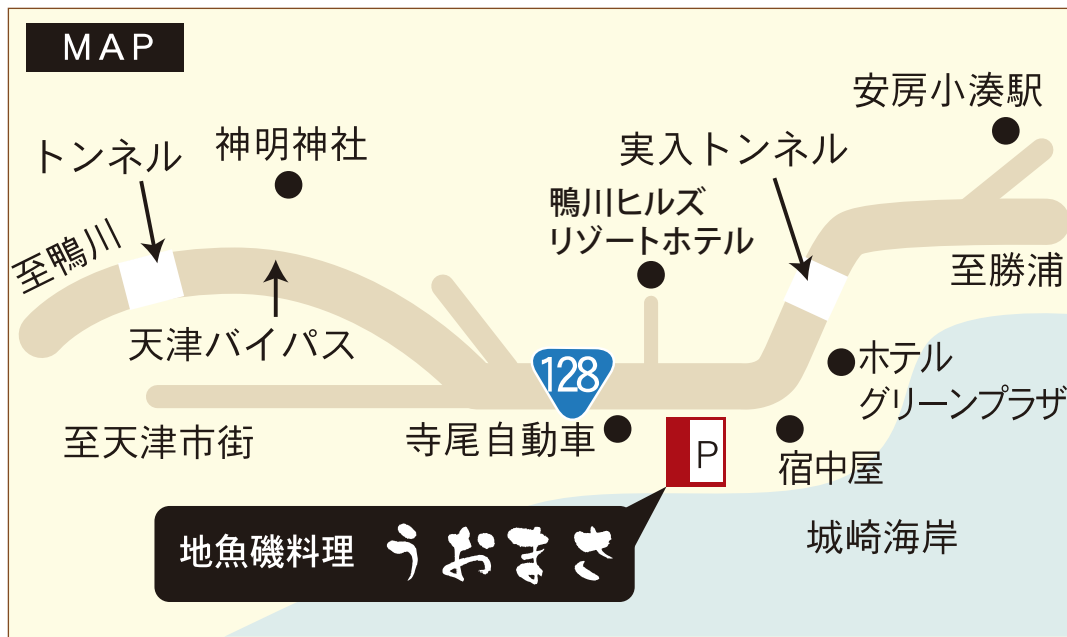 MAP
安房小湊駅
神明神社
実入トンネル
トンネル
鴨川ヒルズ
リゾートホテル
至鴨川
至勝浦
天津バイパス
128
ホテル
グリーンプラザ
至天津市街
寺尾自動車
P
宿中屋
城崎海岸
地魚磯料理 うおまさ